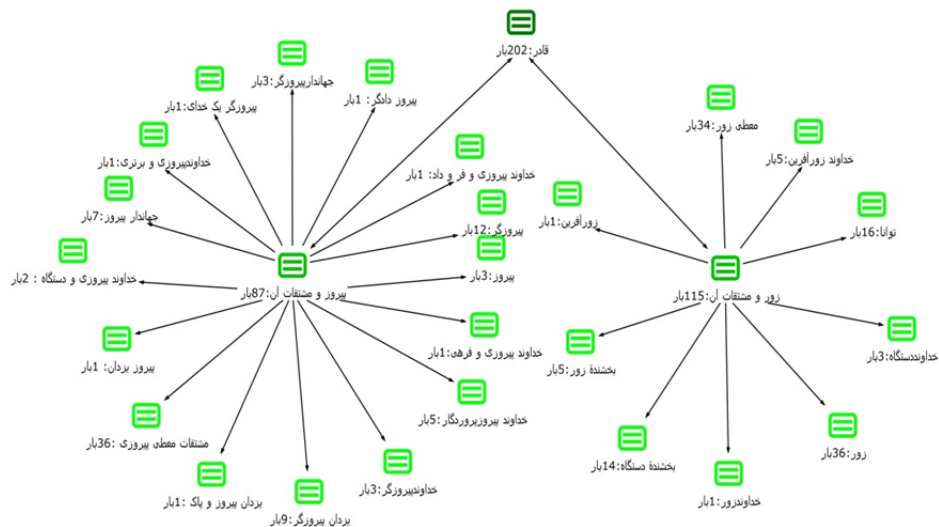 قادر:202بار
جهاندارپیروزگر:3بار
پیروز دادگر: 1بار
پیروزگر یک خدای:1بار
معطی زور:34بار
خداوند زورآفرین:5بار
خداوندپیروزی و برتری:1بار
خداوند پیروزی و فر و داد: 1بار
جهاندار پیروز:7بار
پیروزگر:12بار
زورآفرین:1بار
توانا:16بار
خداوند پیروزی و دستگاه : 2بار
پیروز:3بار
پیروز و مشتقات آن:87بار
زور و مشتقات آن:115بار
خداوند پیروزی و فرهی:1بار
خداونددستگاه:3بار
پیروز یزدان: 1بار
بخشندۀ زور:5بار
خداوند پیروزپروردگار:5بار
مشتقات معطی پیروزی :36بار
زور:36بار
بخشندۀ دستگاه:14بار
خداوندپیروزگر:3بار
یزدان پیروز و پاک :1بار
خداوندزور:1بار
یزدان پیروزگر:9بار